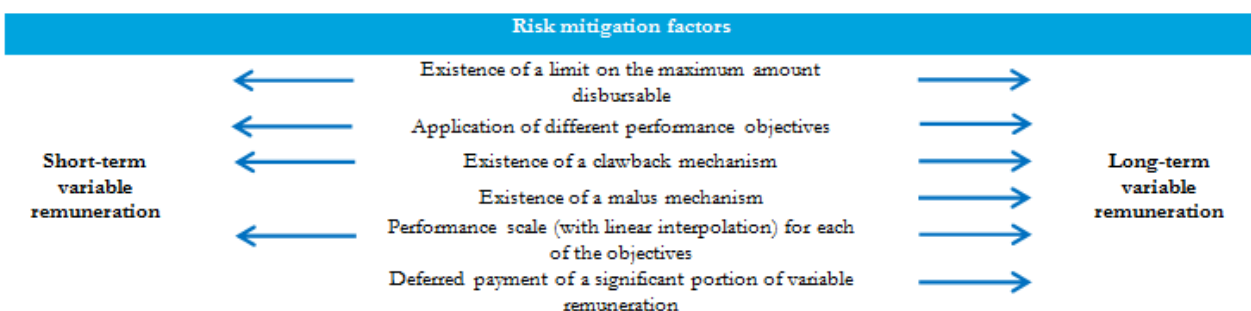 Risk mitigation factors
Existence of a limit on the maximum amount
disbursable
Application of different performance objectives
Short-term
variable
remuneration
Existence of a clawback mechanism
Existence of a malus mechanism
Performance scale (with linear interpolation) for each
of the objectives
Deferred payment of a significant portion of variable
remuneration
Long-term
variable
remuneration